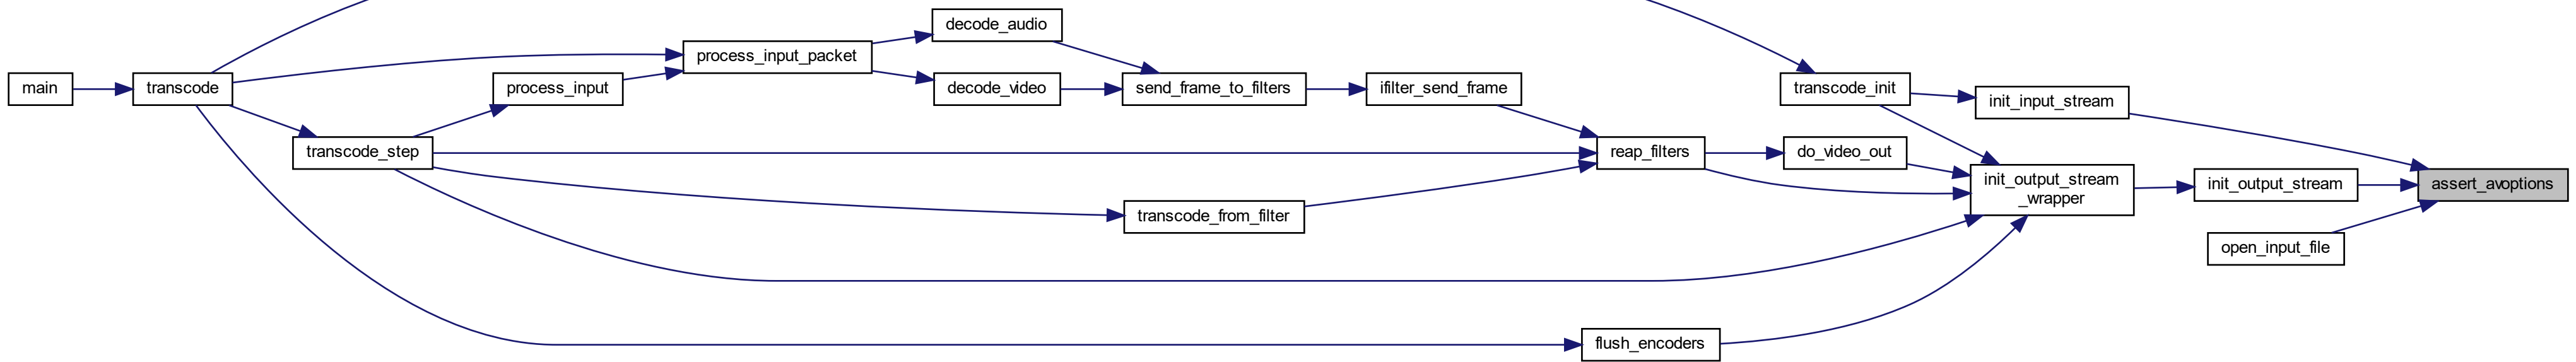 decode_audio
process_input_packet
main
transcode
process_input
decode_video
send_frame_to_filters
ifilter_send_frame
transcode_init
init_input_stream
transcode_step
reap_filters
do_video_out
init_output_stream
_wrapper
init_output_stream
assert_avoptions
transcode_from_filter
open_input_file
flush_encoders